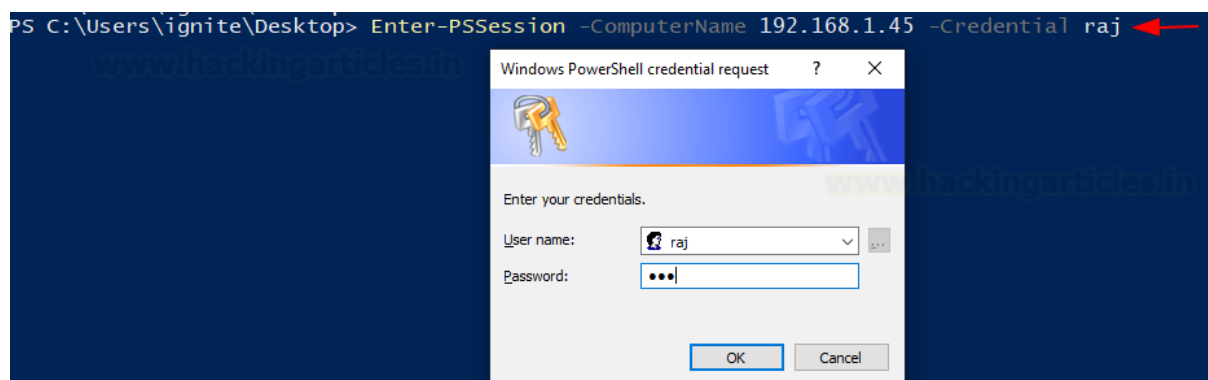 PS C:\Users\ignite\Desktop> Enter-PSSession -ComputerName 192.168.1.45 -Credential raj
www.hackingarticles.in
Windows PowerShell credential request ? X
www.hackingarticles.in
Enter your credentials.
User name: raj ...
Password: •••
OK Cancel